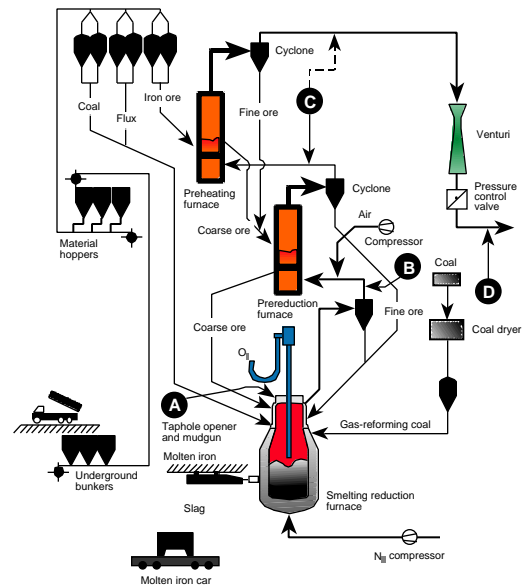 Cyclone
Coal
Flux
Iron ore
Fine ore
C
Venturi
Preheating
furnace
Cyclone
Pressure
control
valve
Material
hoppers
Coarse ore
Air
Compressor
B
Coal
D
Prereduction
furnace
Coarse ore
Fine ore
Coal dryer
OII
A
Taphole opener
and mudgun
Gas-reforming coal
Molten iron
Underground
bunkers
Slag
Smelting reduction
furnace
NIII compressor
Molten iron car